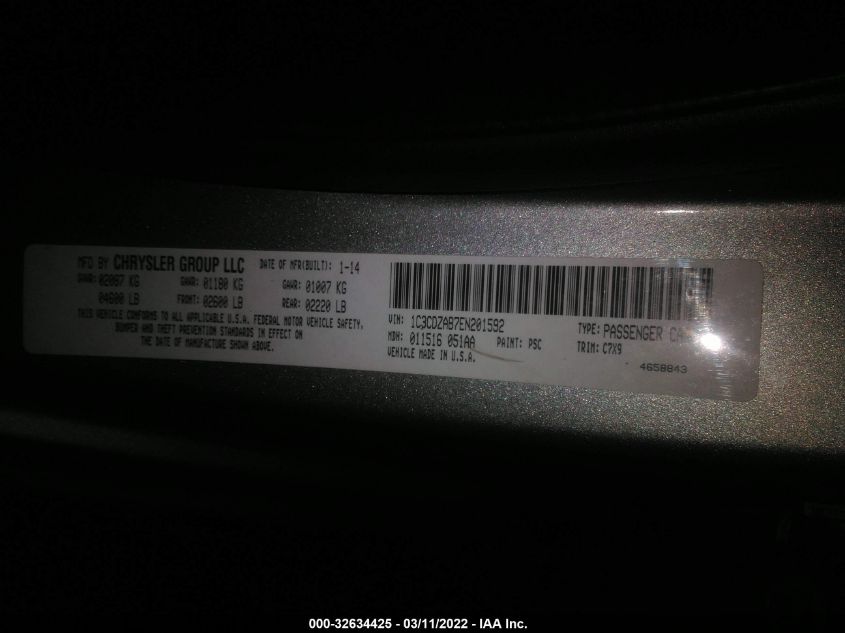 MFD BY CHRYSLER GROUP LLC DATE OF MFR(BUILT): 1-14
GVWR: 02087 KG GAWR: 01180 KG GAWR: 01007 KG
04600 LB FRONT: 02600 LB REAR: 02220 LB
THIS VEHICLE CONFORMS TO ALL APPLICABLE U.S.A. FEDERAL MOTOR VEHICLE SAFETY,
BUMPER AND THEFT PREVENTION STANDARDS IN EFFECT ON
THE DATE OF MANUFACTURE SHOWN ABOVE.
VIN: 1C3CDZAB7EN201592 TYPE: PASSENGER
MDH: 011516 051AA PAINT: PSC TRIM: C7X9
VEHICLE MADE IN U.S.A.
4658843
000-32634425 - 03/11/2022 - IAA Inc.